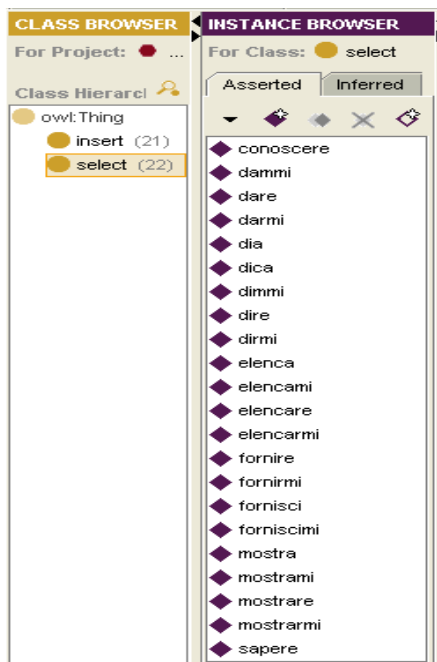 CLASS BROWSER
For Project: ...
Class Hierarcl
owl:Thing
insert (21)
select (22)
INSTANCE BROWSER
For Class: select
Asserted Inferred
conoscere
dammi
dare
darmi
dia
dica
dimmi
dire
dirmi
elenca
elencami
elencare
elencarmi
fornire
fornirmi
fornisci
forniscimi
mostra
mostrami
mostrare
mostrarmi
sapere